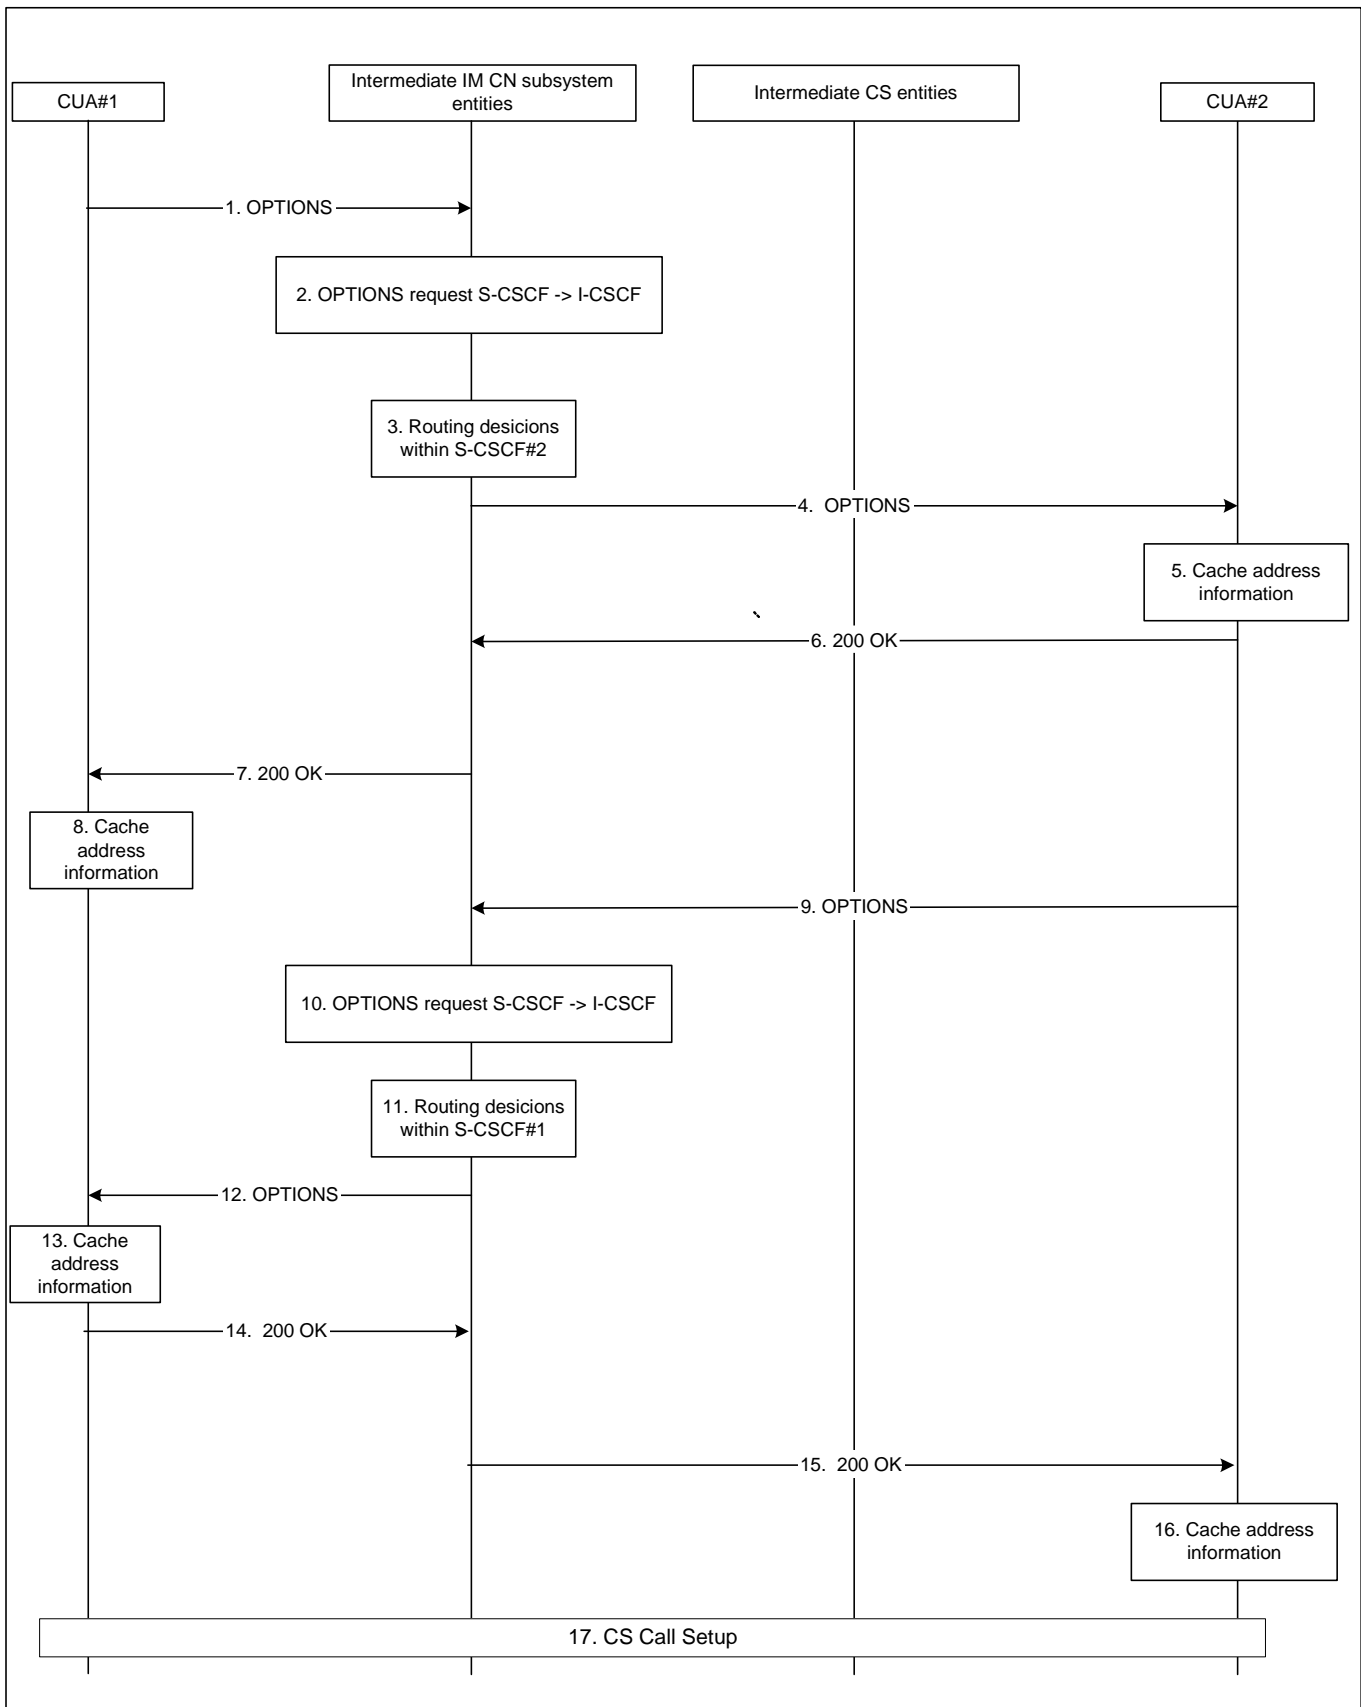 CUA#1
Intermediate IM CN subsystem
entities
Intermediate CS entities
CUA#2
1. OPTIONS
2. OPTIONS request S-CSCF -> I-CSCF
3. Routing desicions
within S-CSCF#2
4.  OPTIONS
5. Cache address
information
6. 200 OK
7. 200 OK
8. Cache
address
information
9. OPTIONS
10. OPTIONS request S-CSCF -> I-CSCF
11. Routing desicions
within S-CSCF#1
12. OPTIONS
13. Cache
address
information
14.  200 OK
15.  200 OK
16. Cache address
information
17. CS Call Setup